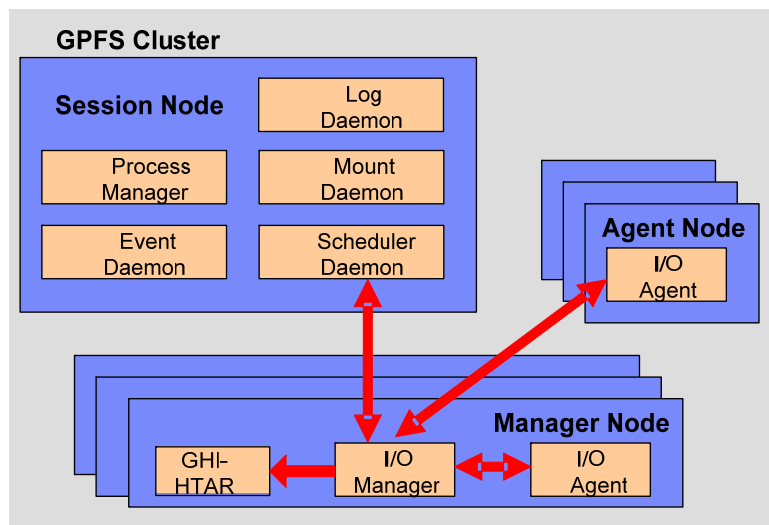 GPFS Cluster
Session Node
Log
Daemon
Process
Manager
Mount
Daemon
Event
Daemon
Scheduler
Daemon
Agent Node
I/O
Agent
Manager Node
GHI-
HTAR
I/O
Manager
I/O
Agent